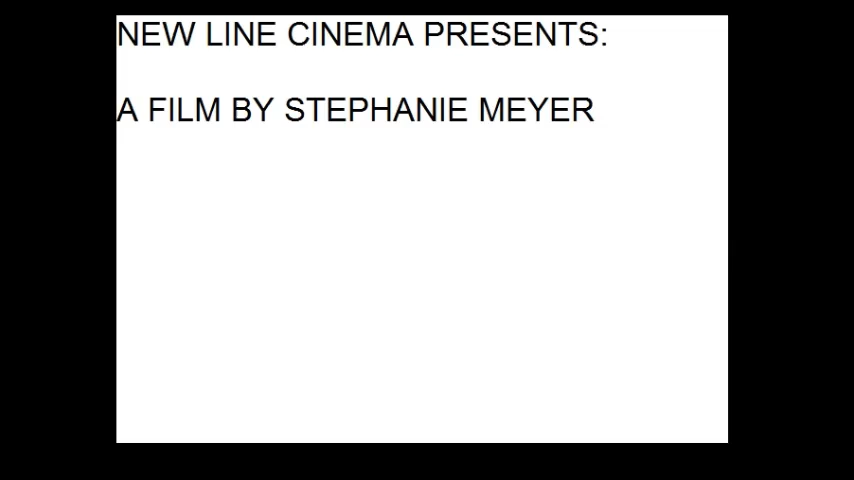 NEW LINE CINEMA PRESENTS:
A FILM BY STEPHANIE MEYER